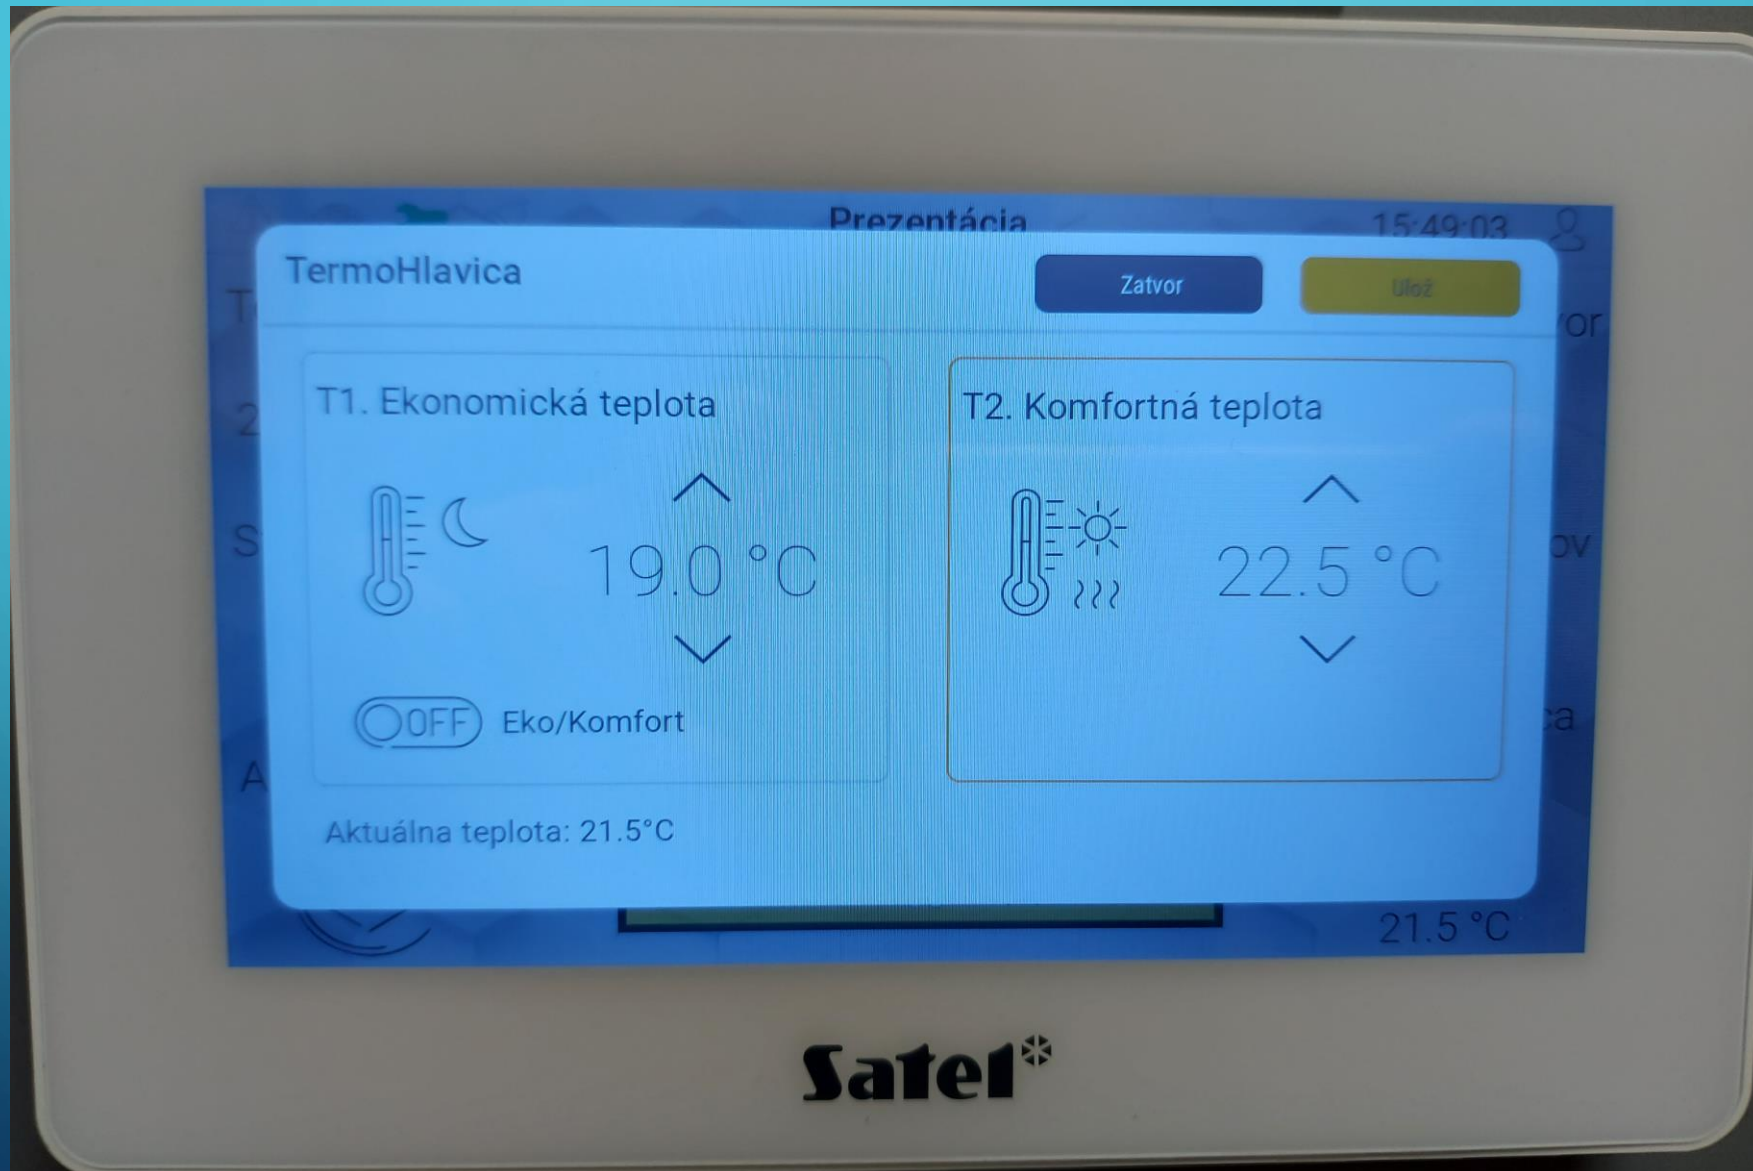 Prezentácia
15:49:03
TermoHlavica
Zatvor
Ulož
T1. Ekonomická teplota
T2. Komfortná teplota
19.0 °C
22.5 °C
OFF
Eko/Komfort
Aktuálna teplota: 21.5°C
21.5 °C
Satel